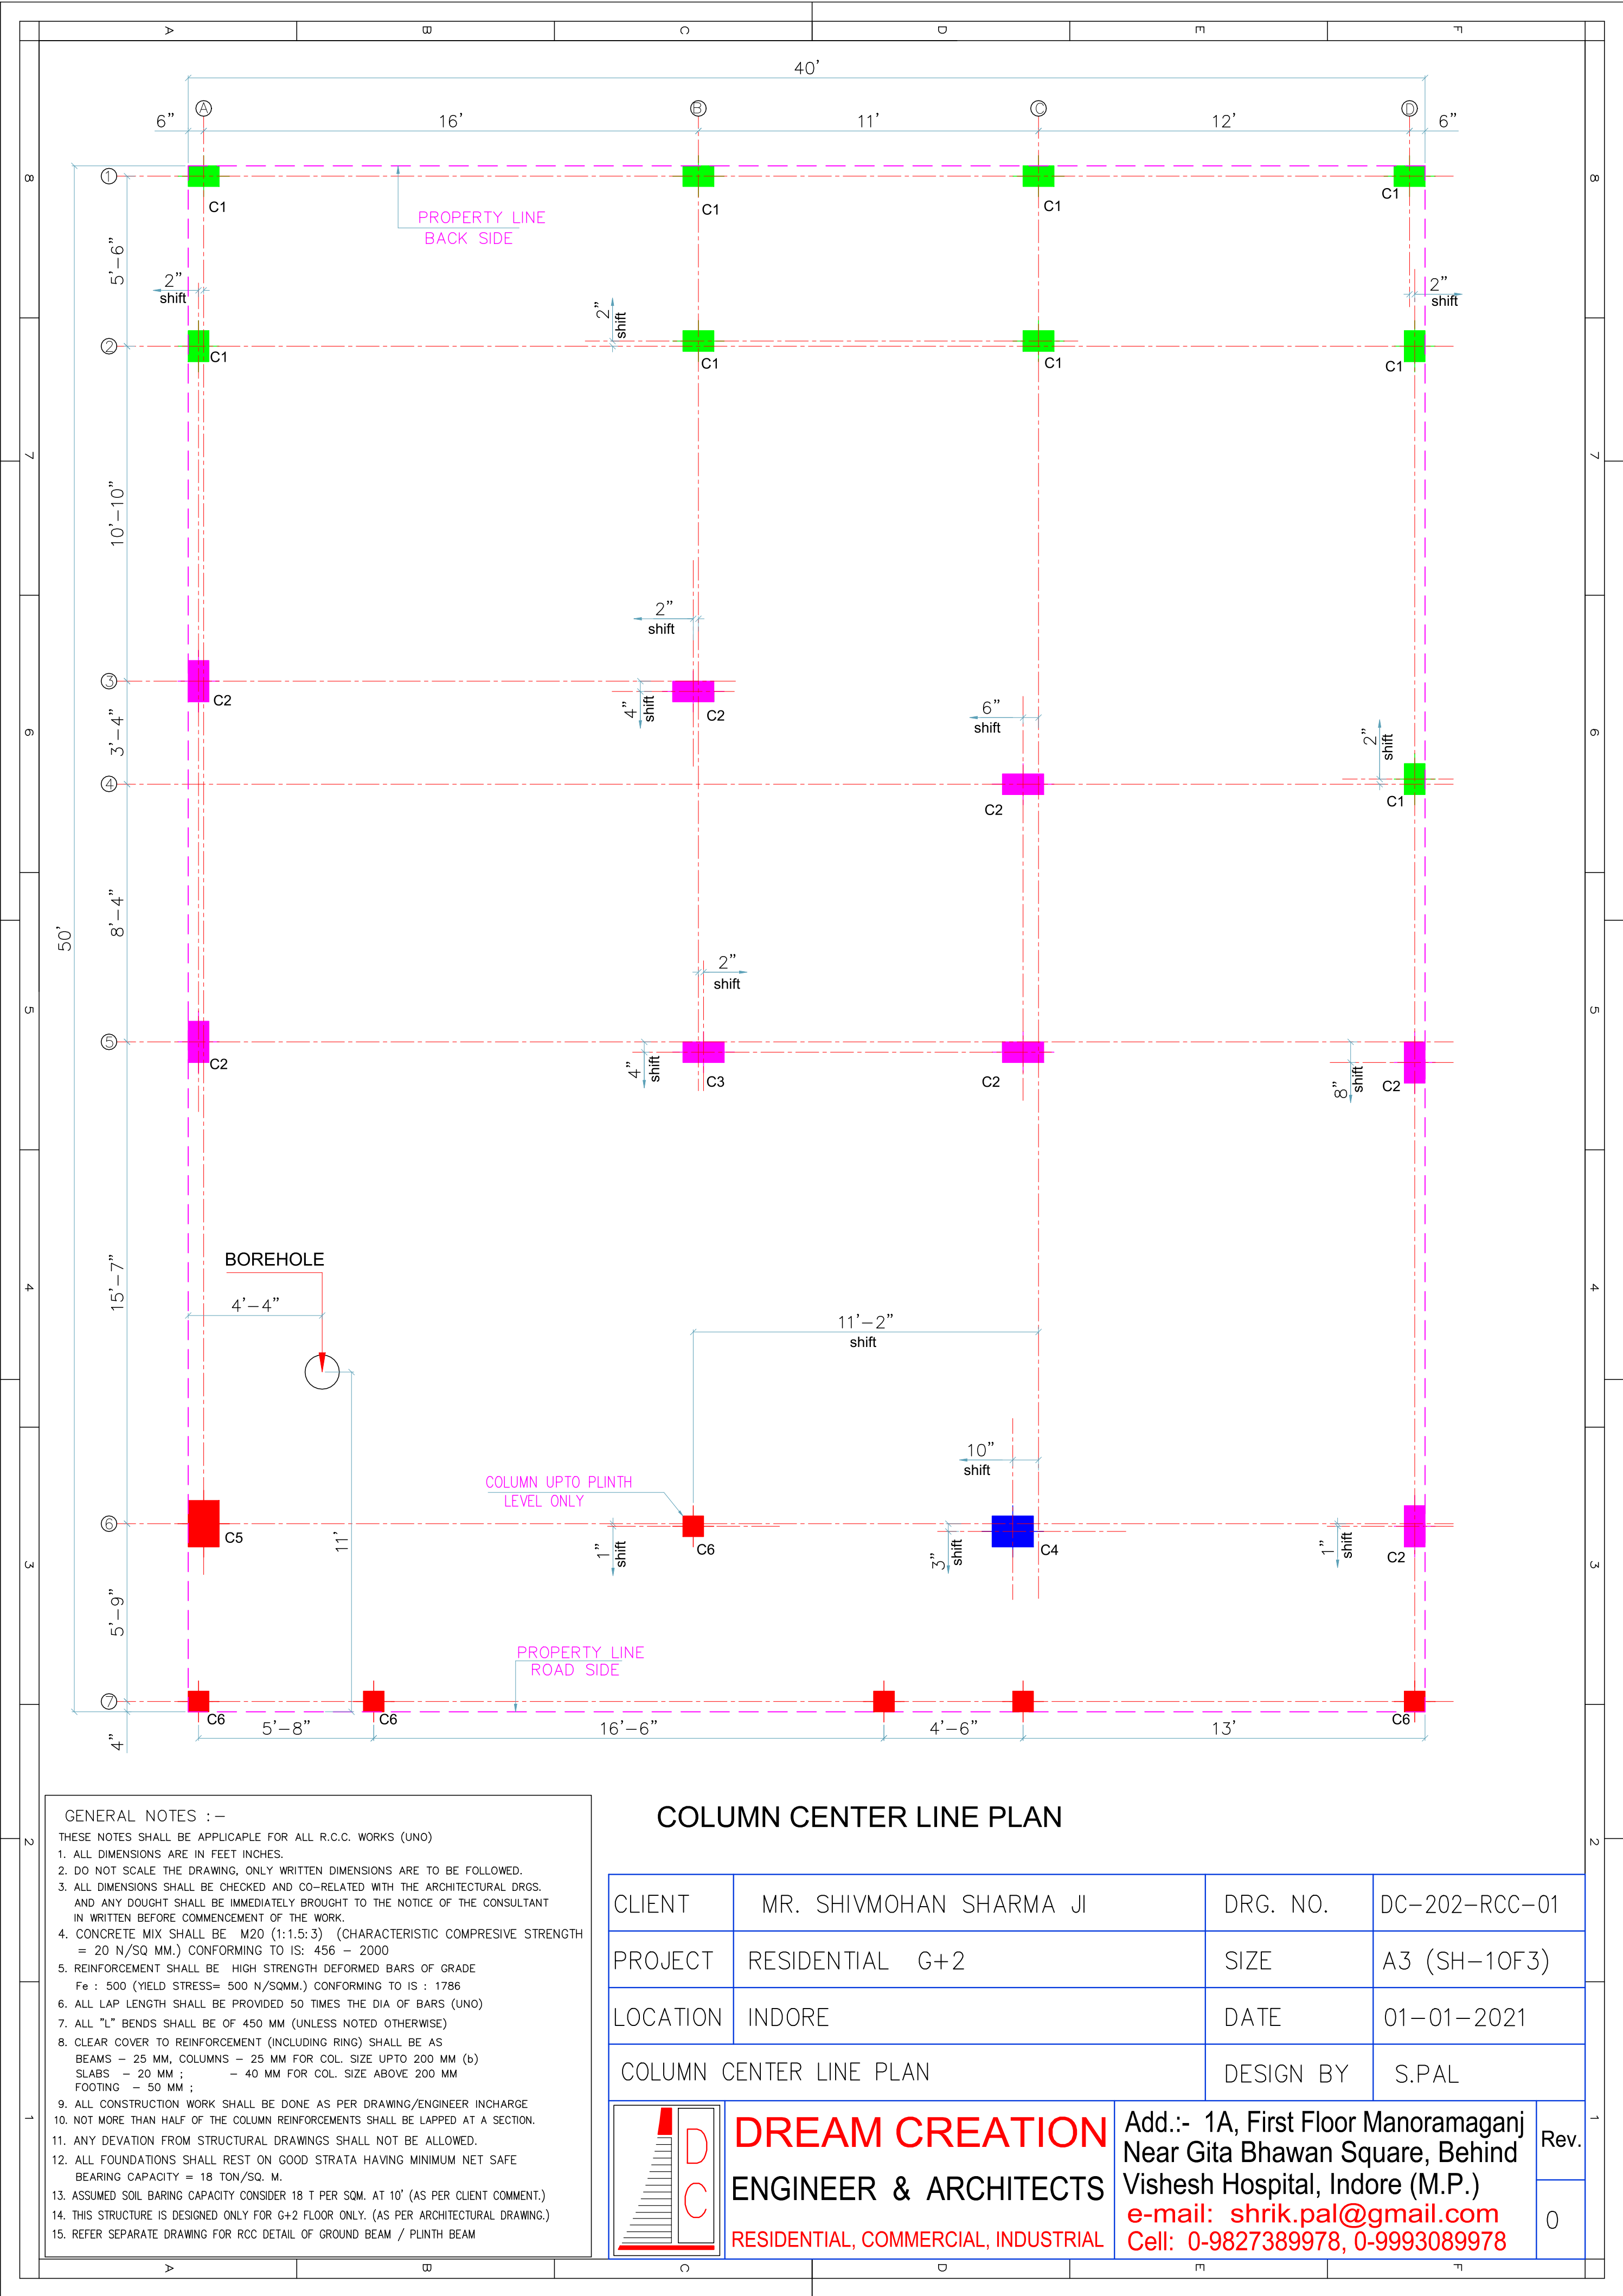 A B C D E F
40'
A B C D
6" 16' 11' 12' 6"
8 8
1
C1 C1 C1 C1
PROPERTY LINE
BACK SIDE
5'-6"
2"
shift
2"
shift
2"
shift
2
C1 C1 C1 C1
7 7
10'-10"
2"
shift
3
C2
4"
shift
C2
6"
shift
2"
shift
6 6
3'-4"
4
C2 C1
8'-4"
50'
2"
shift
5 5
5
C2
4"
shift
C3 C2
8"
shift
C2
BOREHOLE
4'-4"
15'-7"
4 4
11'-2"
shift
10"
shift
COLUMN UPTO PLINTH
LEVEL ONLY
6
C5
11'
1"
shift
C6
3"
shift
C4
1"
shift
C2
3 3
5'-9"
PROPERTY LINE
ROAD SIDE
7
C6 C6 C6
5'-8" 16'-6" 4'-6" 13'
4"
COLUMN CENTER LINE PLAN
2 2
GENERAL NOTES :-
THESE NOTES SHALL BE APPLICAPLE FOR ALL R.C.C. WORKS (UNO)
1. ALL DIMENSIONS ARE IN FEET INCHES.
2. DO NOT SCALE THE DRAWING, ONLY WRITTEN DIMENSIONS ARE TO BE FOLLOWED.
3. ALL DIMENSIONS SHALL BE CHECKED AND CO-RELATED WITH THE ARCHITECTURAL DRGS.
AND ANY DOUGHT SHALL BE IMMEDIATELY BROUGHT TO THE NOTICE OF THE CONSULTANT
IN WRITTEN BEFORE COMMENCEMENT OF THE WORK.
4. CONCRETE MIX SHALL BE M20 (1:1.5:3) (CHARACTERISTIC COMPRESIVE STRENGTH
= 20 N/SQ MM.) CONFORMING TO IS: 456 - 2000
5. REINFORCEMENT SHALL BE HIGH STRENGTH DEFORMED BARS OF GRADE
Fe : 500 (YIELD STRESS= 500 N/SQMM.) CONFORMING TO IS : 1786
6. ALL LAP LENGTH SHALL BE PROVIDED 50 TIMES THE DIA OF BARS (UNO)
7. ALL "L" BENDS SHALL BE OF 450 MM (UNLESS NOTED OTHERWISE)
8. CLEAR COVER TO REINFORCEMENT (INCLUDING RING) SHALL BE AS
BEAMS - 25 MM, COLUMNS - 25 MM FOR COL. SIZE UPTO 200 MM (b)
SLABS - 20 MM ; - 40 MM FOR COL. SIZE ABOVE 200 MM
FOOTING - 50 MM ;
9. ALL CONSTRUCTION WORK SHALL BE DONE AS PER DRAWING/ENGINEER INCHARGE
10. NOT MORE THAN HALF OF THE COLUMN REINFORCEMENTS SHALL BE LAPPED AT A SECTION.
11. ANY DEVATION FROM STRUCTURAL DRAWINGS SHALL NOT BE ALLOWED.
12. ALL FOUNDATIONS SHALL REST ON GOOD STRATA HAVING MINIMUM NET SAFE
BEARING CAPACITY = 18 TON/SQ. M.
13. ASSUMED SOIL BARING CAPACITY CONSIDER 18 T PER SQM. AT 10' (AS PER CLIENT COMMENT.)
14. THIS STRUCTURE IS DESIGNED ONLY FOR G+2 FLOOR ONLY. (AS PER ARCHITECTURAL DRAWING.)
15. REFER SEPARATE DRAWING FOR RCC DETAIL OF GROUND BEAM / PLINTH BEAM
CLIENT MR. SHIVMOHAN SHARMA JI DRG. NO. DC-202-RCC-01
PROJECT RESIDENTIAL G+2 SIZE A3 (SH-1OF3)
LOCATION INDORE DATE 01-01-2021
COLUMN CENTER LINE PLAN DESIGN BY S.PAL
1 1
D
C
DREAM CREATION
ENGINEER & ARCHITECTS
RESIDENTIAL, COMMERCIAL, INDUSTRIAL
Add.:- 1A, First Floor Manoramaganj
Near Gita Bhawan Square, Behind
Vishesh Hospital, Indore (M.P.)
e-mail: shrik.pal@gmail.com
Cell: 0-9827389978, 0-9993089978
Rev.
0
A B C D E F